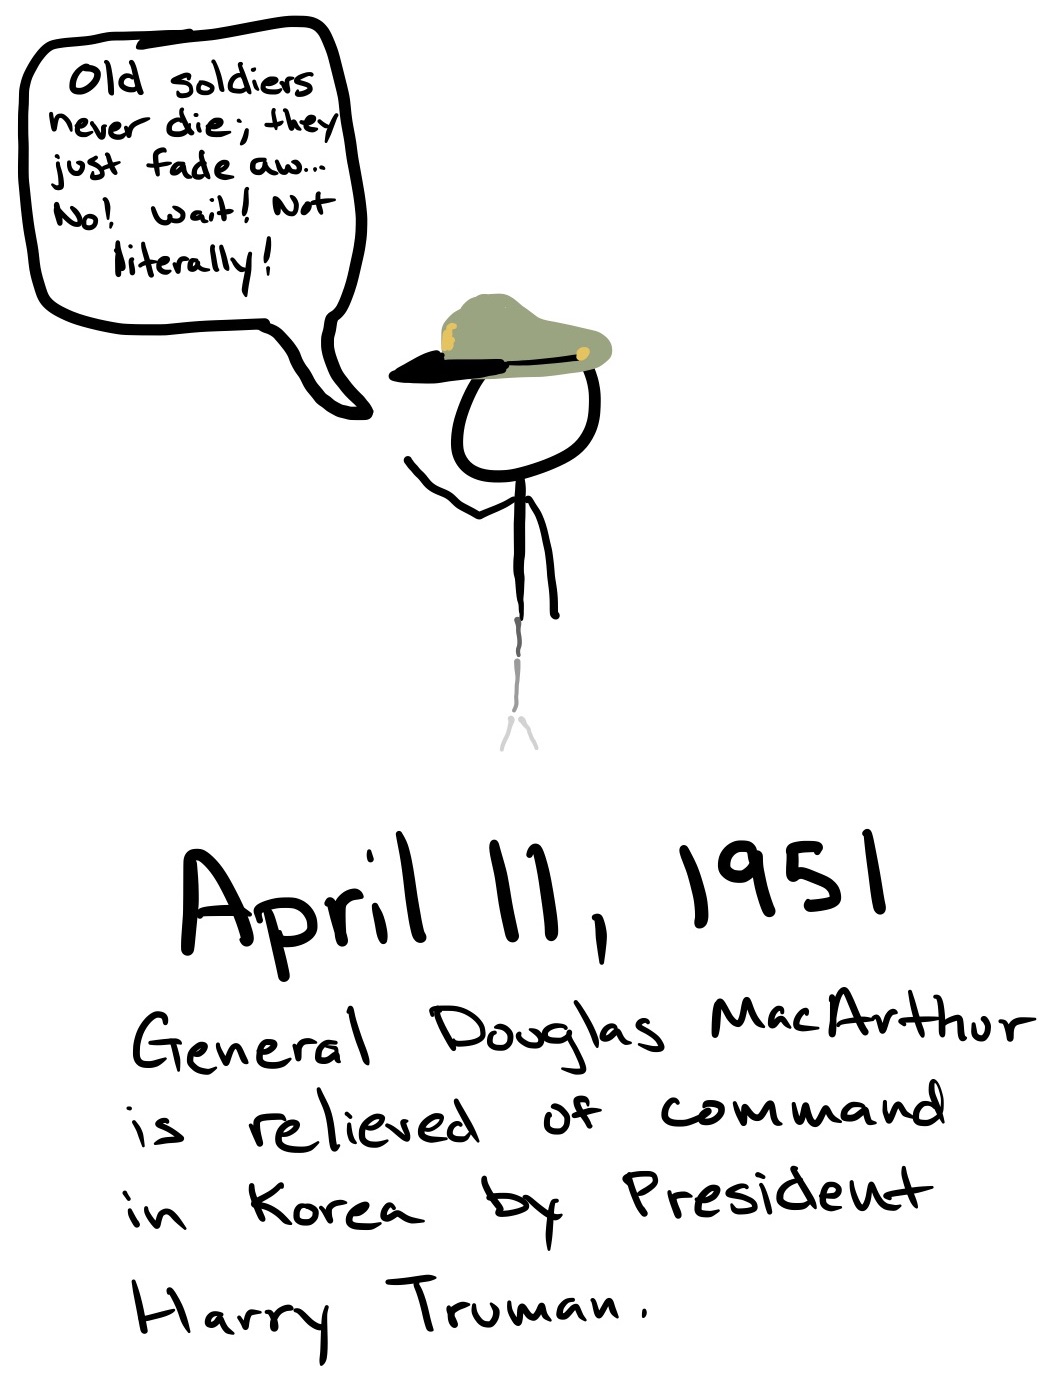 Old soldiers
never die; they
just fade aw...
No! Wait! Not
literally!
April 11, 1951
General Douglas MacArthur
is relieved of command
in Korea by President
Harry Truman.